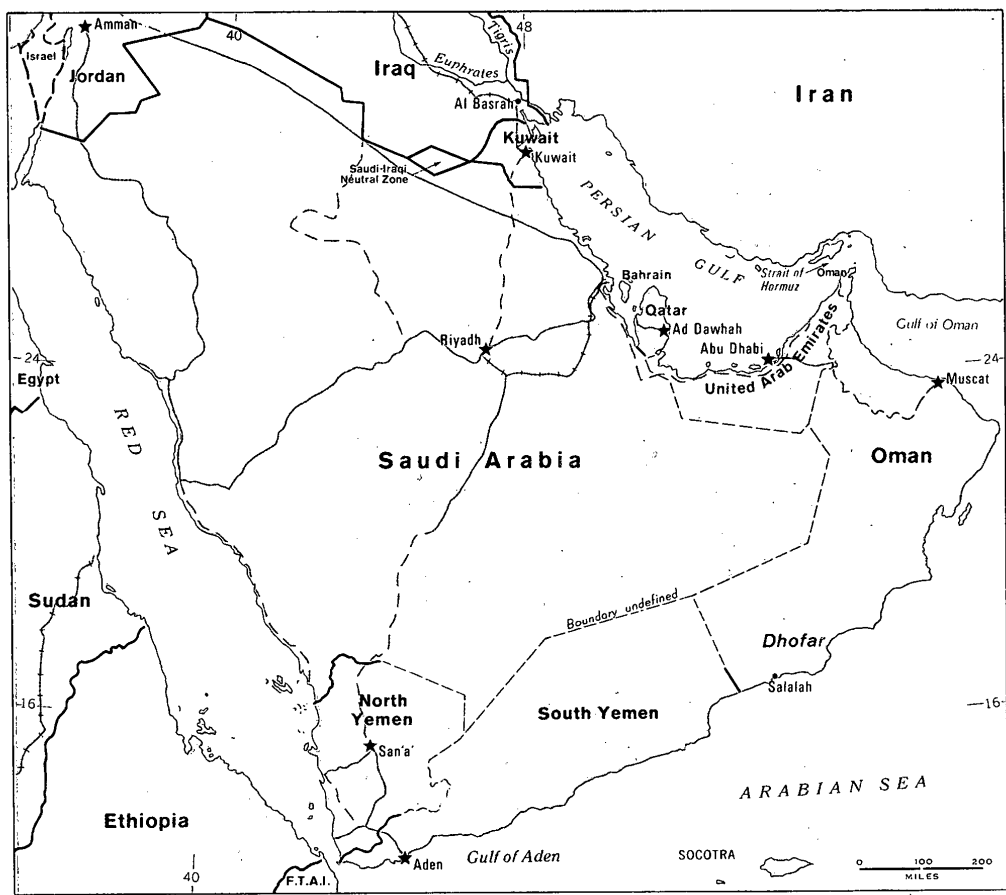 Amman
40
48
Tigris
Israel
Jordan
Iraq
Euphrates
Iran
Al Basrah
Kuwait
Kuwait
Saudi-Iraqi
Neutral Zone
PERSIAN
GULF
Strait of
Hormuz
Oman
Bahrain
Qatar
Ad Dawhah
Riyadh
Abu Dhabi
United Arab Emirates
Gulf of Oman
24
24
Egypt
Muscat
RED
SEA
Saudi Arabia
Oman
Sudan
Boundary undefined
Dhofar
Salalah
16
16
North
Yemen
South Yemen
San'a'
ARABIAN SEA
Ethiopia
Aden
Gulf of Aden
SOCOTRA
0 100 200
MILES
40
F.T.A.I.